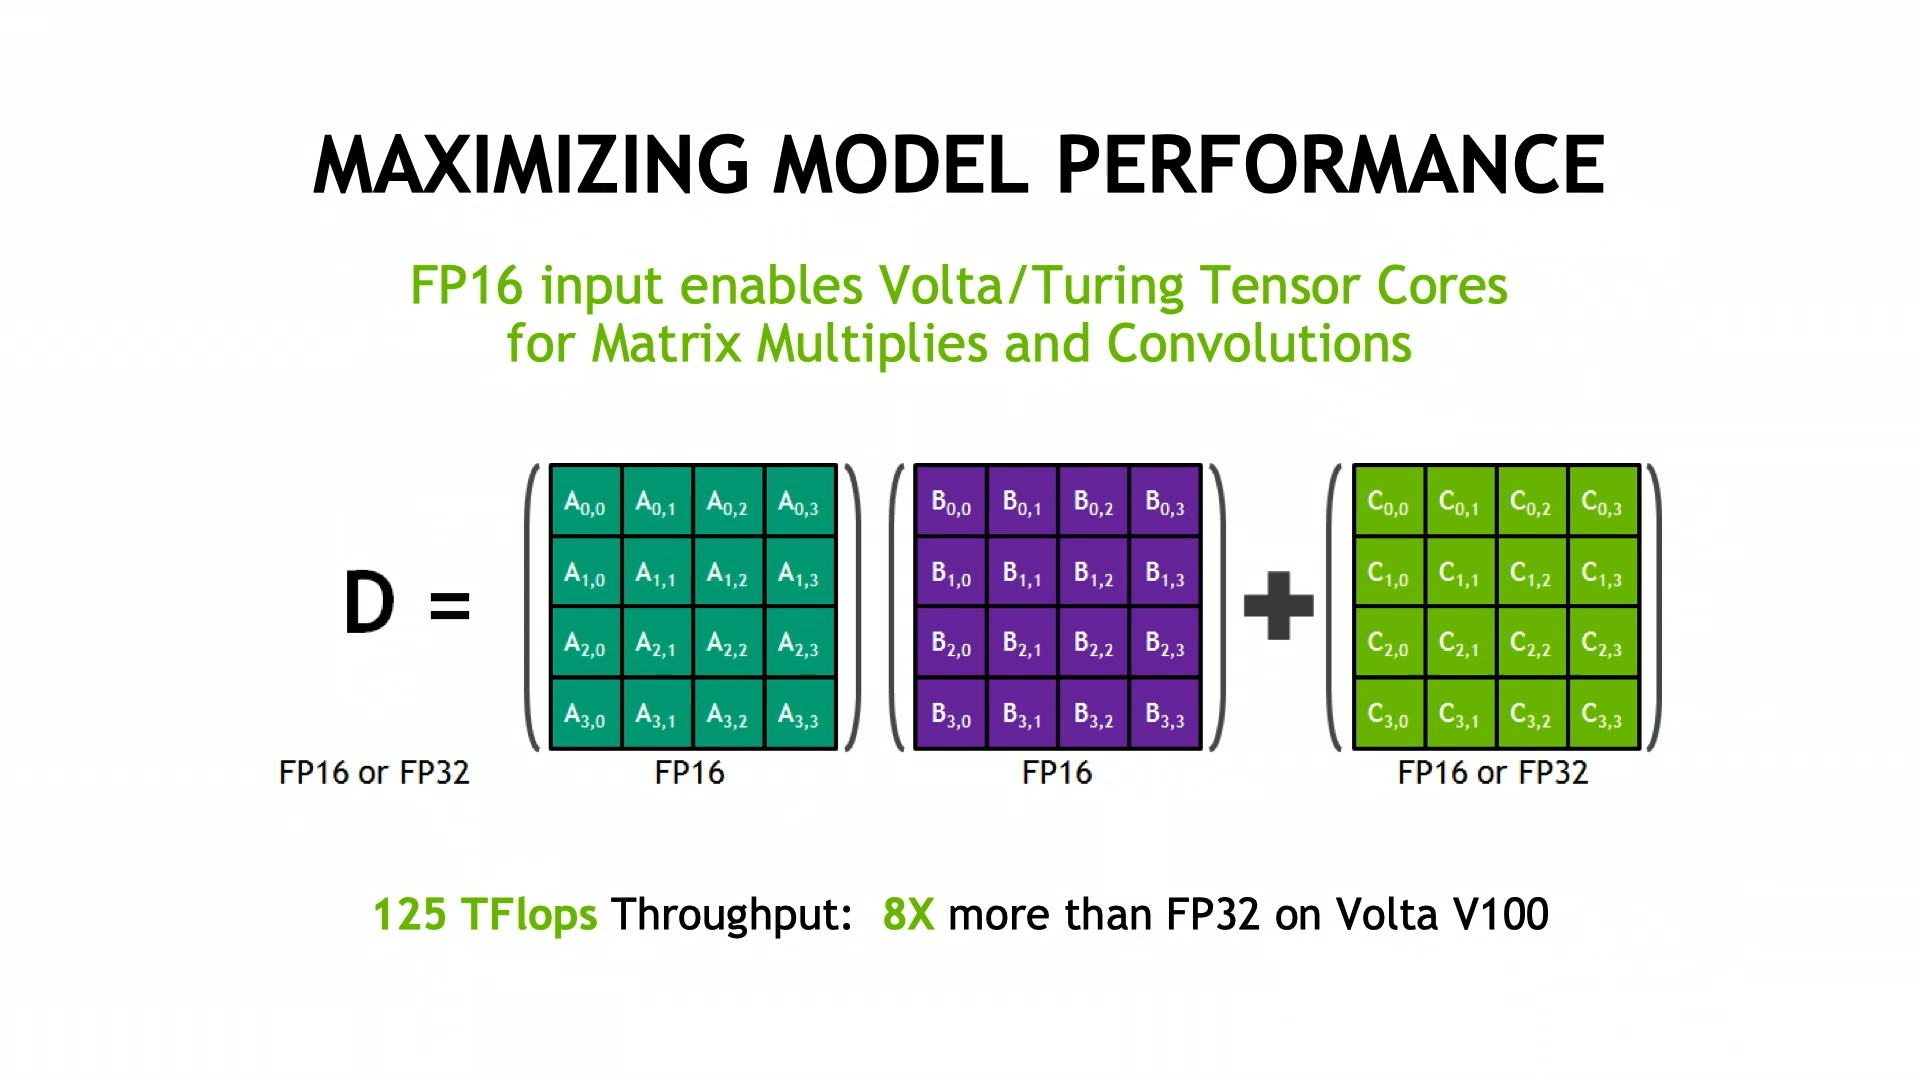 MAXIMIZING MODEL PERFORMANCE
FP16 input enables Volta/Turing Tensor Cores
for Matrix Multiplies and Convolutions
D =
A0,0 A0,1 A0,2 A0,3
A1,0 A1,1 A1,2 A1,3
A2,0 A2,1 A2,2 A2,3
A3,0 A3,1 A3,2 A3,3
B0,0 B0,1 B0,2 B0,3
B1,0 B1,1 B1,2 B1,3
B2,0 B2,1 B2,2 B2,3
B3,0 B3,1 B3,2 B3,3
+
C0,0 C0,1 C0,2 C0,3
C1,0 C1,1 C1,2 C1,3
C2,0 C2,1 C2,2 C2,3
C3,0 C3,1 C3,2 C3,3
FP16 or FP32
FP16
FP16
FP16 or FP32
125 TFlops Throughput: 8X more than FP32 on Volta V100